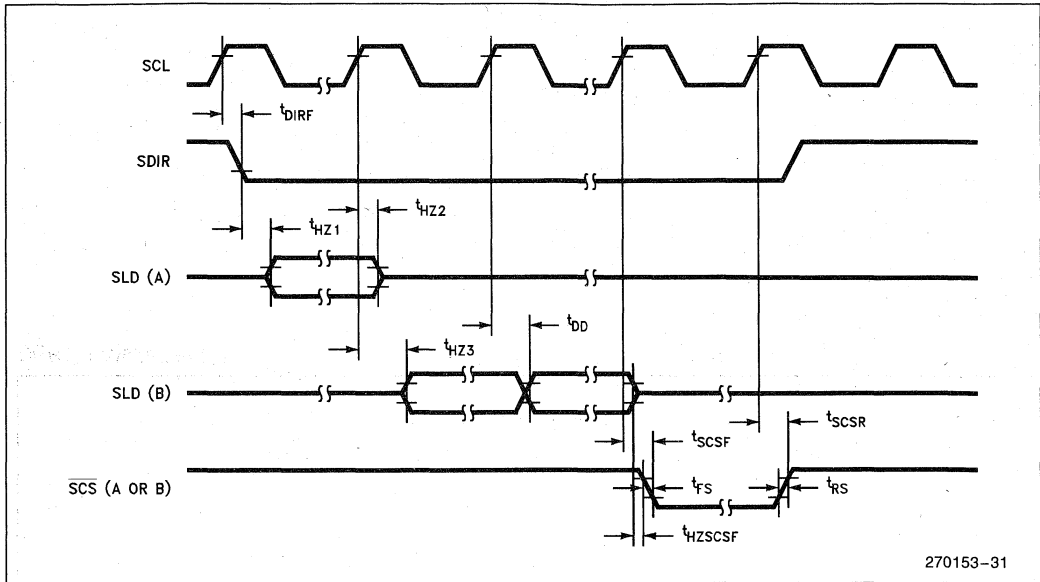 SCL
tDIRF
SDIR
tHZ1
tHZ2
SLD (A)
tDD
tHZ3
SLD (B)
tSCSF
tSCSR
SCS (A OR B)
tFS
tRS
tHZSCSF
270153-31